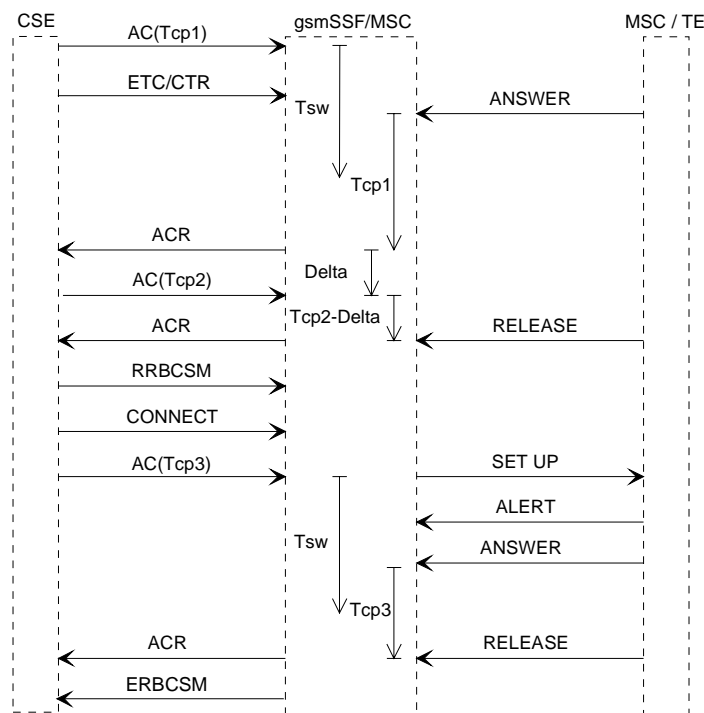 CSE
gsmSSF/MSC
MSC / TE
AC(Tcp1)
ETC/CTR
ANSWER
Tsw
Tcp1
ACR
Delta
AC(Tcp2)
Tcp2-Delta
ACR
RELEASE
RRBCSM
CONNECT
AC(Tcp3)
SET UP
ALERT
Tsw
ANSWER
Tcp3
ACR
RELEASE
ERBCSM